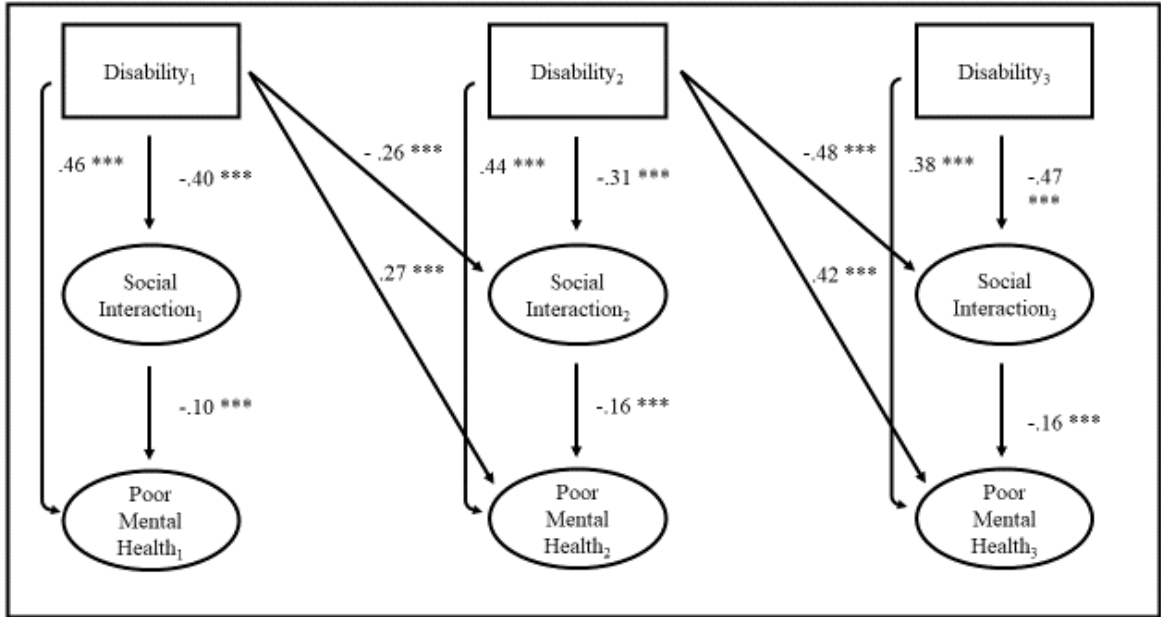 Disability₁
Disability₂
Disability₃
.46 ***
-.40 ***
- .26 ***
.44 ***
-.31 ***
-.48 ***
.38 ***
-.47
***
Social
Interaction₁
.27 ***
Social
Interaction₂
.42 ***
Social
Interaction₃
-.10 ***
-.16 ***
-.16 ***
Poor
Mental
Health₁
Poor
Mental
Health₂
Poor
Mental
Health₃